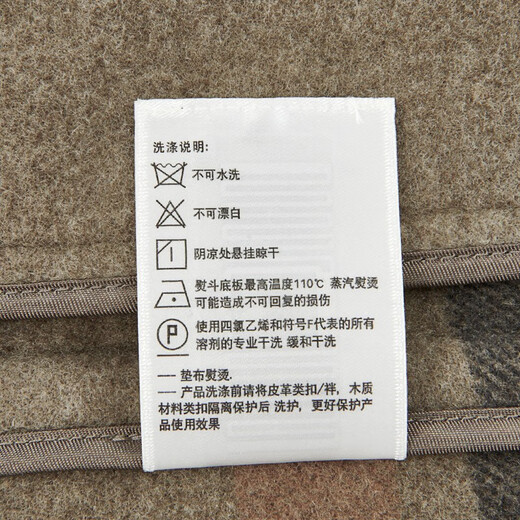 洗涤说明:
不可水洗
不可漂白
阴凉处悬挂晾干
熨斗底板最高温度110℃ 蒸汽熨烫
可能造成不可回复的损伤
P 使用四氯乙烯和符号F代表的所有
溶剂的专业干洗 缓和干洗
— 垫布熨烫.
— 产品洗涤前请将皮革类扣/袢, 木质
材料类扣隔离保护后 洗护, 更好保护产
品使用效果